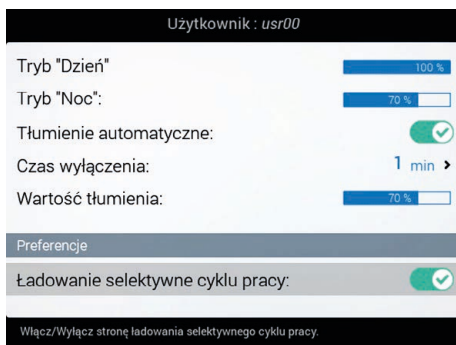 Użytkownik : usr00
Tryb "Dzień" 100 %
Tryb "Noc": 70 %
Tłumienie automatyczne:
Czas wyłączenia: 1 min >
Wartość tłumienia: 70 %
Preferencje
Ładowanie selektywne cyklu pracy:
Włącz/Wyłącz stronę ładowania selektywnego cyklu pracy.